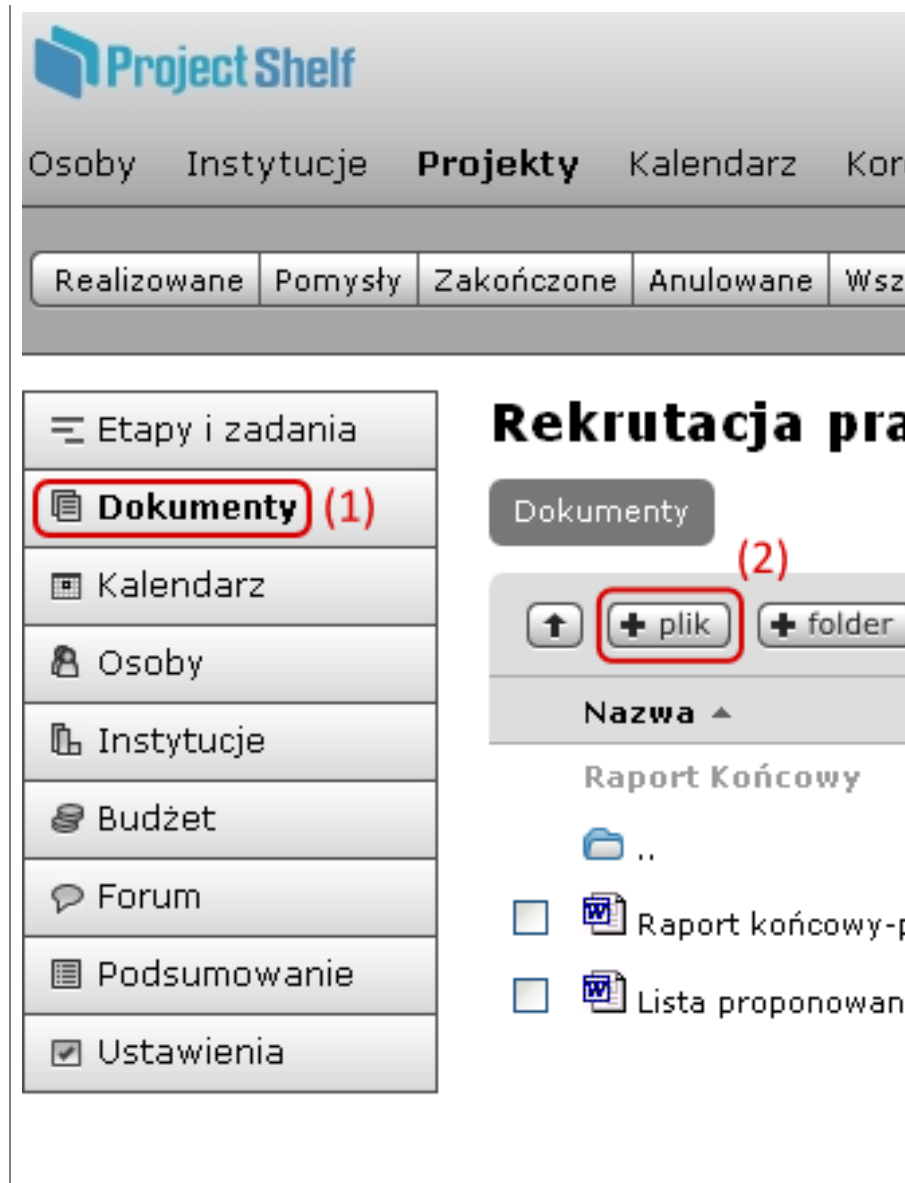 Project Shelf
Osoby Instytucje Projekty Kalendarz
Realizowane Pomysły Zakończone Anulowane
Etapy i zadania
Dokumenty (1)
Kalendarz
Osoby
Instytucje
Budżet
Forum
Podsumowanie
Ustawienia
Rekrutacja
Dokumenty
(2)
+ plik + folder
Nazwa
Raport Końcowy
..
Raport końcowy-
Lista